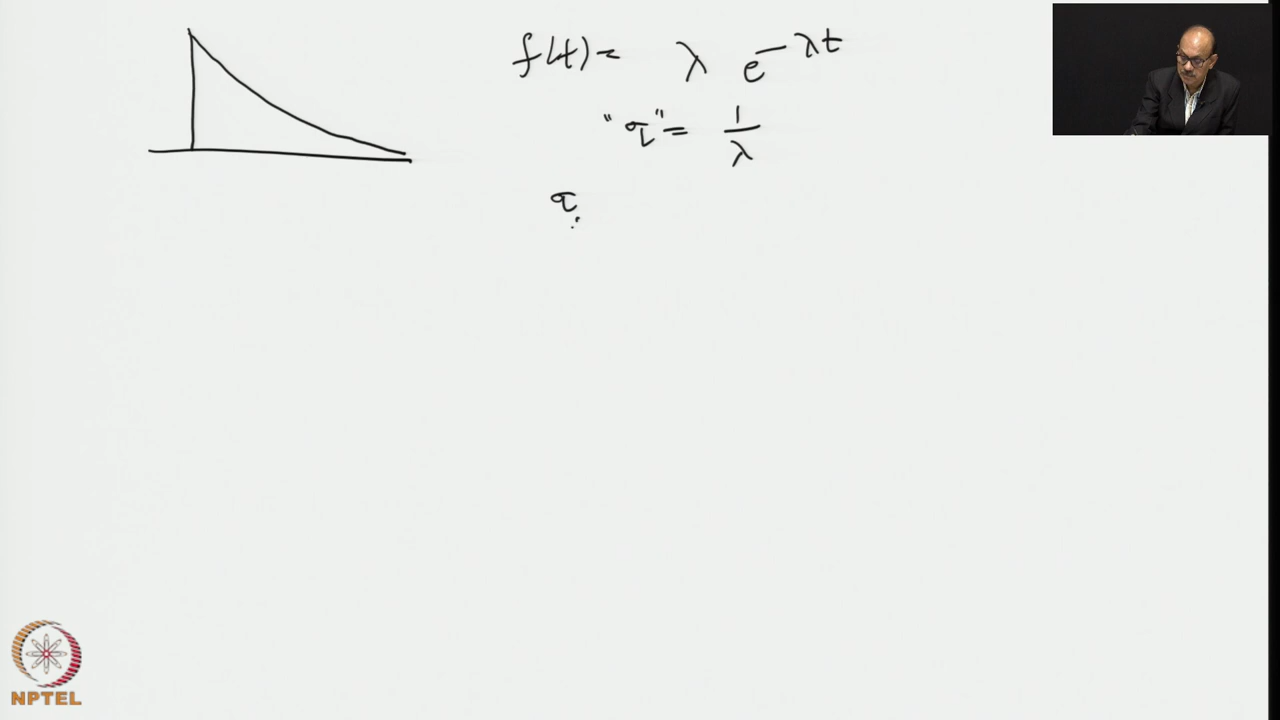 f(t) = λ e^{-λt}
"τ" = 1/λ
τ
NPTEL